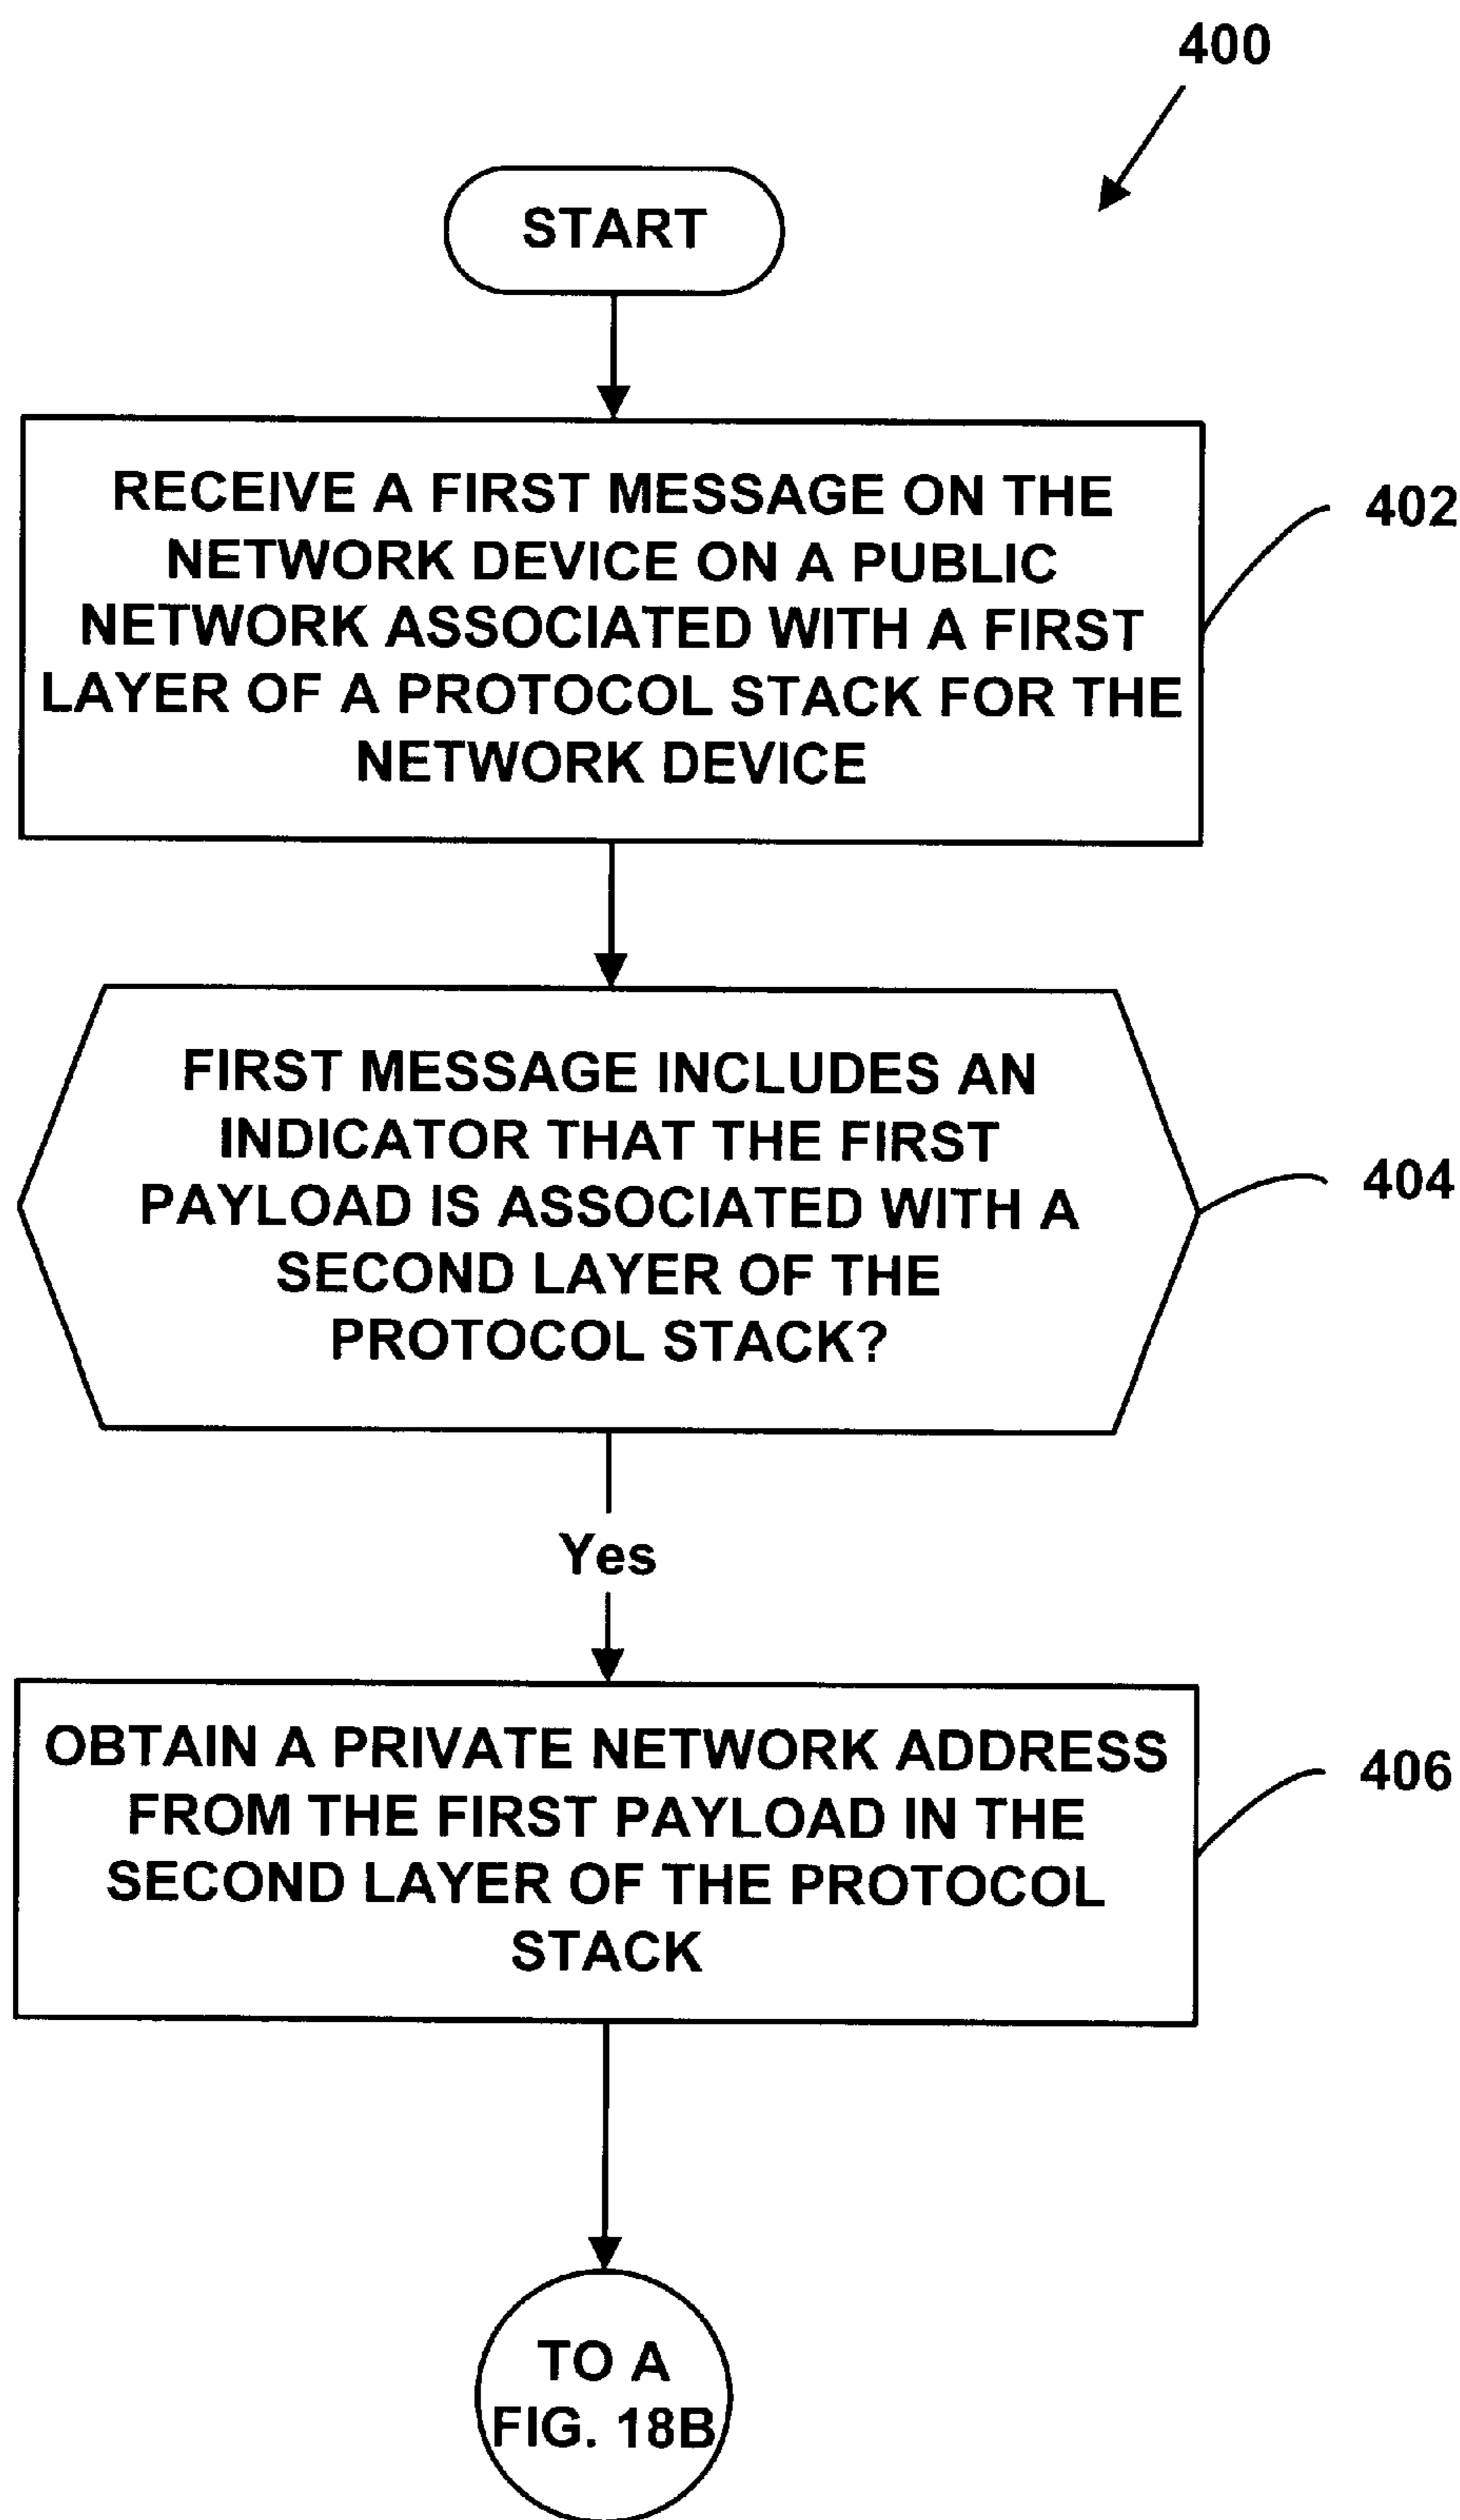 400
START
RECEIVE A FIRST MESSAGE ON THE
NETWORK DEVICE ON A PUBLIC
NETWORK ASSOCIATED WITH A FIRST
LAYER OF A PROTOCOL STACK FOR THE
NETWORK DEVICE
402
FIRST MESSAGE INCLUDES AN
INDICATOR THAT THE FIRST
PAYLOAD IS ASSOCIATED WITH A
SECOND LAYER OF THE
PROTOCOL STACK?
404
Yes
OBTAIN A PRIVATE NETWORK ADDRESS
FROM THE FIRST PAYLOAD IN THE
SECOND LAYER OF THE PROTOCOL
STACK
406
TO A
FIG. 18B